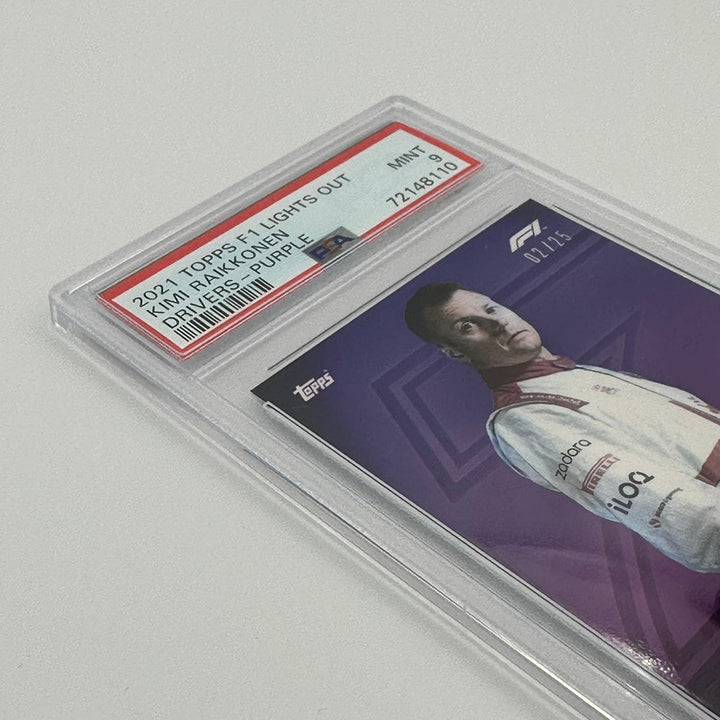 2021 TOPPS F1 LIGHTS OUT
KIMI RAIKKONEN
DRIVERS - PURPLE
MINT
9
72148110
PSA
F1
02/25
topps
zadara
PIRELLI
iLOQ